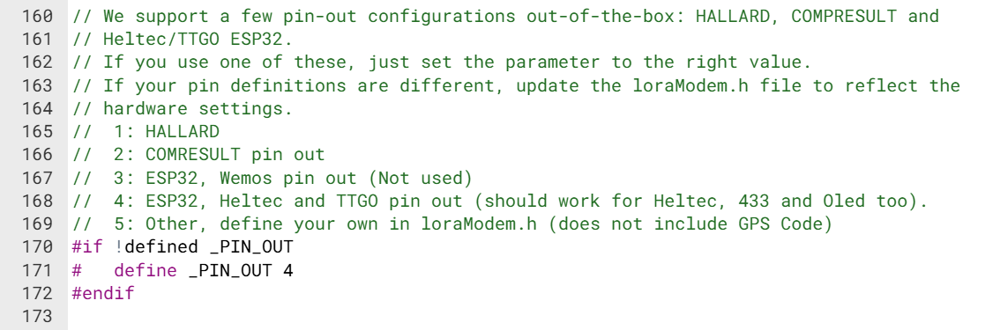 160 // We support a few pin-out configurations out-of-the-box: HALLARD, COMPRESULT and
161 // Heltec/TTGO ESP32.
162 // If you use one of these, just set the parameter to the right value.
163 // If your pin definitions are different, update the loraModem.h file to reflect the
164 // hardware settings.
165 //  1: HALLARD
166 //  2: COMRESULT pin out
167 //  3: ESP32, Wemos pin out (Not used)
168 //  4: ESP32, Heltec and TTGO pin out (should work for Heltec, 433 and Oled too).
169 //  5: Other, define your own in loraModem.h (does not include GPS Code)
170 #if !defined _PIN_OUT
171 #   define _PIN_OUT 4
172 #endif
173